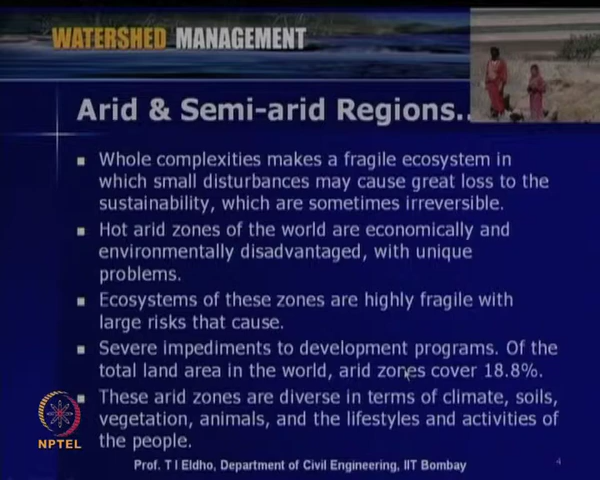 WATERSHED MANAGEMENT
Arid & Semi-arid Regions..
Whole complexities makes a fragile ecosystem in
which small disturbances may cause great loss to the
sustainability, which are sometimes irreversible.
Hot arid zones of the world are economically and
environmentally disadvantaged, with unique
problems.
Ecosystems of these zones are highly fragile with
large risks that cause.
Severe impediments to development programs. Of the
total land area in the world, arid zones cover 18.8%.
These arid zones are diverse in terms of climate, soils,
vegetation, animals, and the lifestyles and activities of
the people.
NPTEL
Prof. T I Eldho, Department of Civil Engineering, IIT Bombay
4